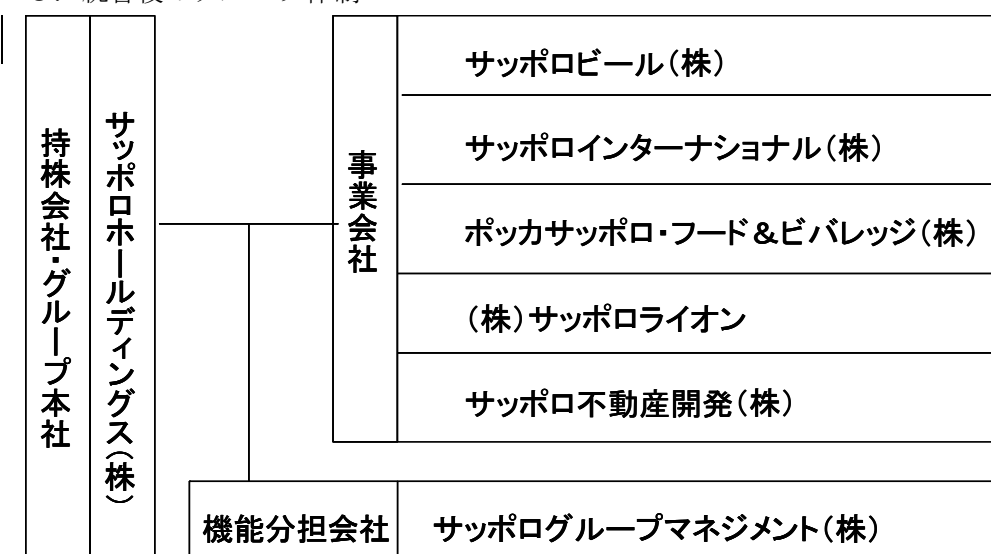 持株会社・グループ本社
サッポロホールディングス(株)
事業会社
サッポロビール(株)
サッポロインターナショナル(株)
ポッカサッポロ・フード&ビバレッジ(株)
(株)サッポロライオン
サッポロ不動産開発(株)
機能分担会社
サッポログループマネジメント(株)